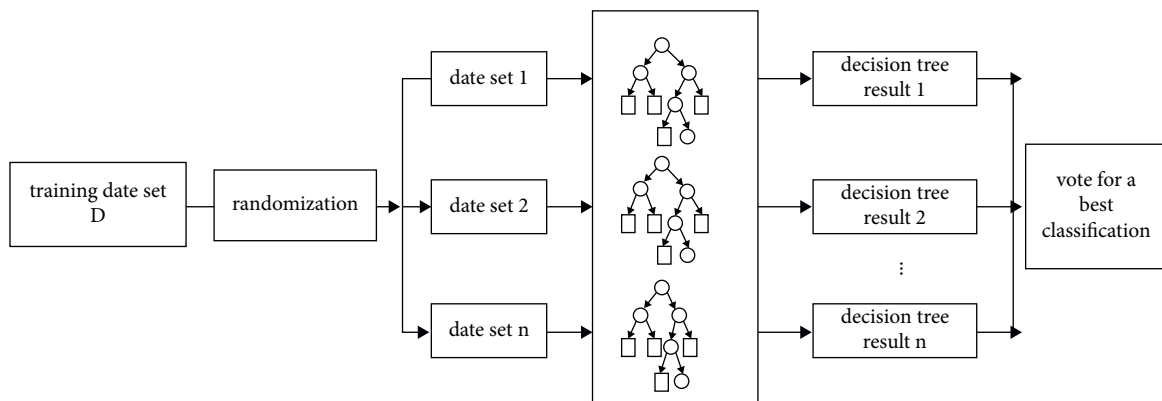 training date set
D
randomization
date set 1
date set 2
date set n
decision tree
result 1
decision tree
result 2
...
decision tree
result n
vote for a
best
classification